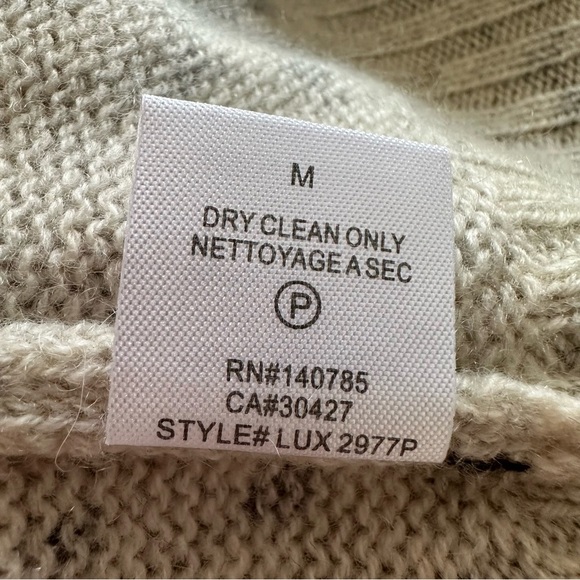 M
DRY CLEAN ONLY
NETTOYAGE A SEC
P
RN#140785
CA#30427
STYLE# LUX 2977P